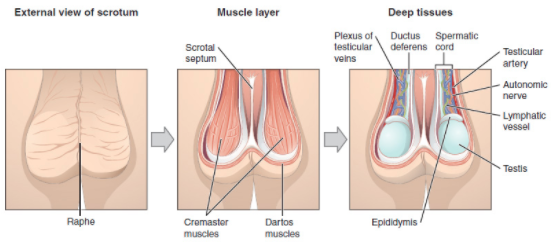 External view of scrotum
Muscle layer
Deep tissues
Scrotal
septum
Plexus of
testicular
veins
Ductus
deferens
Spermatic
cord
Testicular
artery
Autonomic
nerve
Lymphatic
vessel
Testis
Raphe
Cremaster
muscles
Dartos
muscles
Epididymis